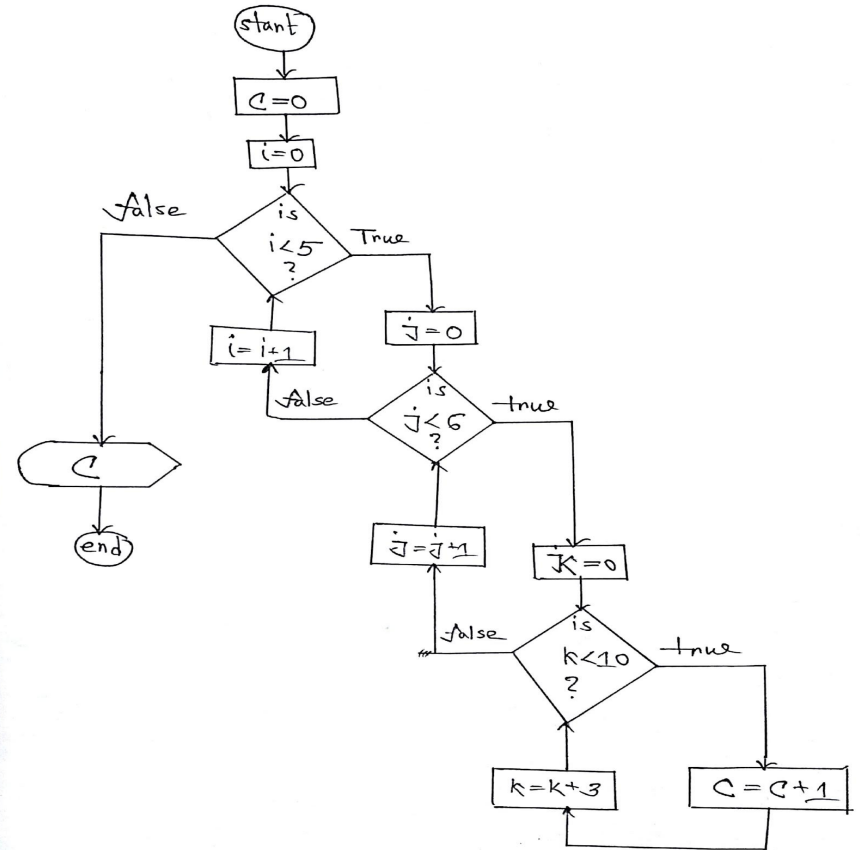 start
C=0
i=0
is
i<5
?
false
True
j=0
i=i+1
is
j<6
?
false
true
C
end
j=j+1
K=0
is
k<10
?
false
true
k=k+3
C=C+1